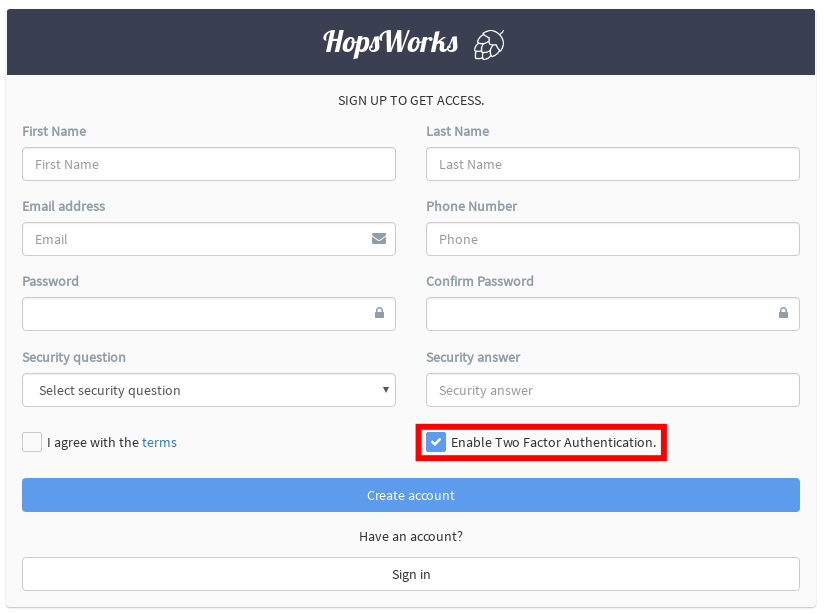 HopsWorks
SIGN UP TO GET ACCESS.
First Name
Last Name
First Name
Last Name
Email address
Phone Number
Email
Phone
Password
Confirm Password
Security question
Security answer
Select security question
Security answer
I agree with the terms
Enable Two Factor Authentication.
Create account
Have an account?
Sign in